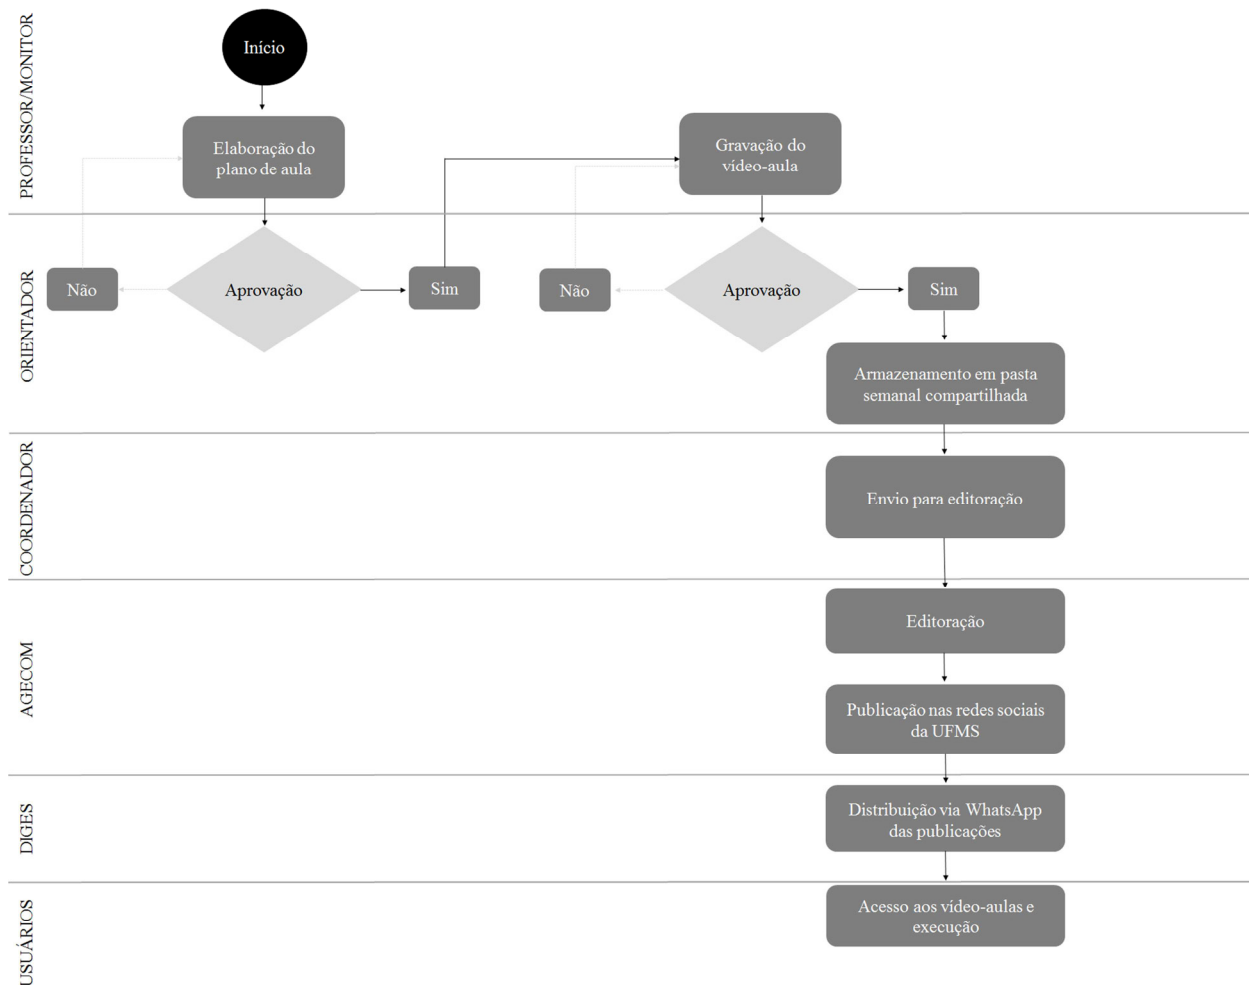 PROFESSOR/MONITOR
Início
Elaboração do
plano de aula
Gravação do
vídeo-aula
ORIENTADOR
Não
Aprovação
Sim
Não
Aprovação
Sim
Armazenamento em pasta
semanal compartilhada
COORDENADOR
Envio para editoração
AGECOM
Editoração
Publicação nas redes sociais
da UFMS
DIGES
Distribuição via WhatsApp
das publicações
USUÁRIOS
Acesso aos vídeo-aulas e
execução